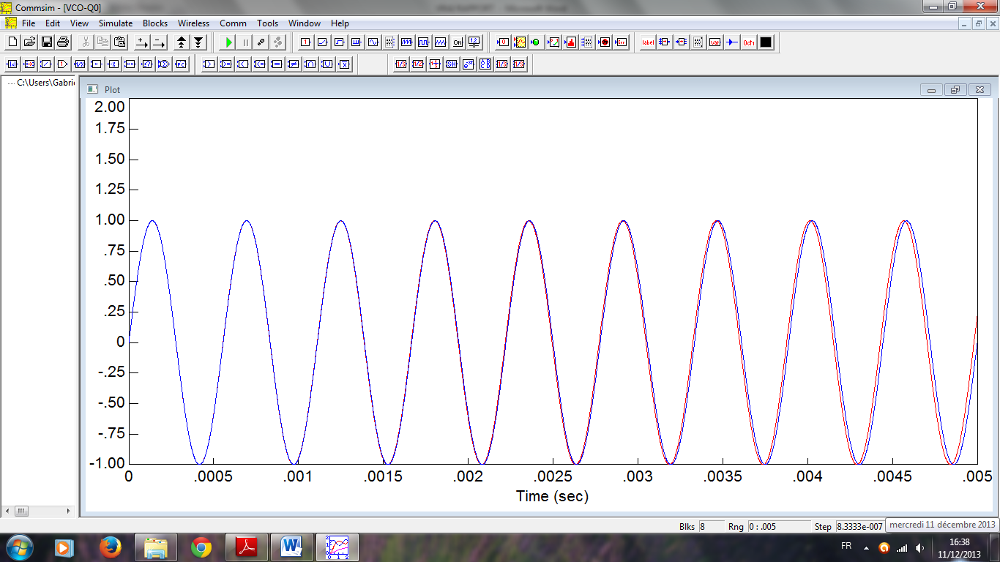 Commsim - [VCO-Q0]
File Edit View Simulate Blocks Wireless Comm Tools Window Help
C:\Users\Gabrie
Plot
2.00
1.75
1.50
1.25
1.00
.75
.50
.25
0
-.25
-.50
-.75
-1.00
0 .0005 .001 .0015 .002 .0025 .003 .0035 .004 .0045 .005
Time (sec)
Blks 8 Rng 0 : .005 Step 8.3333e-007 mercredi 11 décembre 2013
FR 16:38
11/12/2013